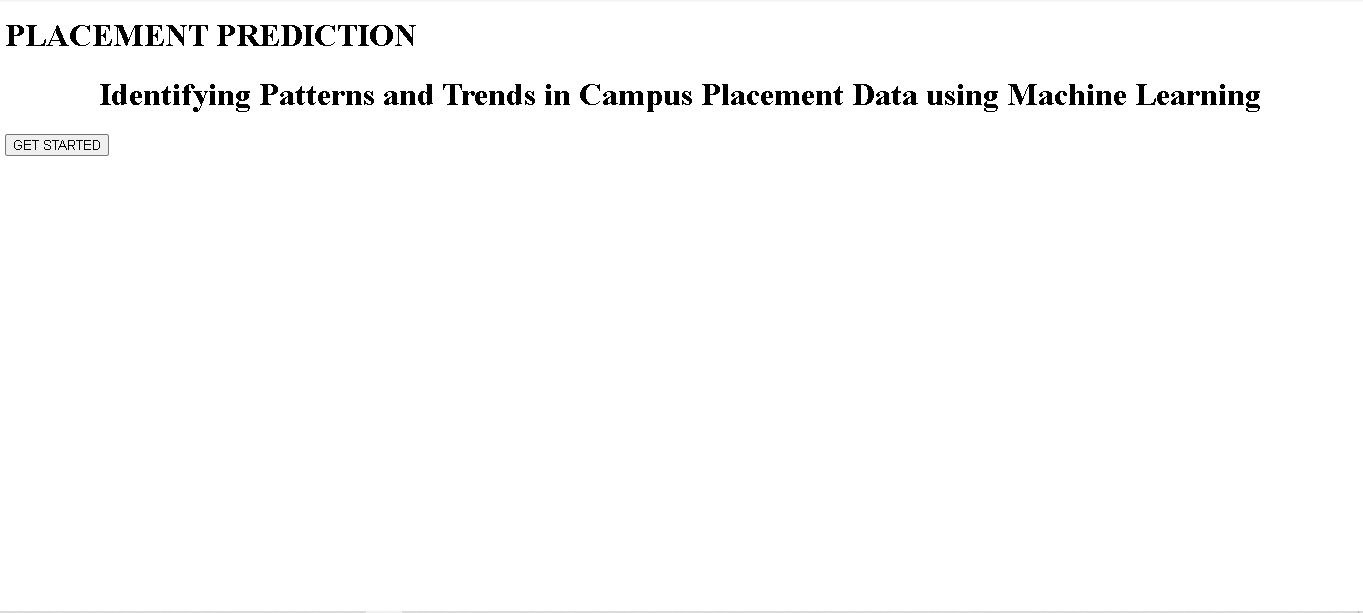 PLACEMENT PREDICTION
Identifying Patterns and Trends in Campus Placement Data using Machine Learning
GET STARTED